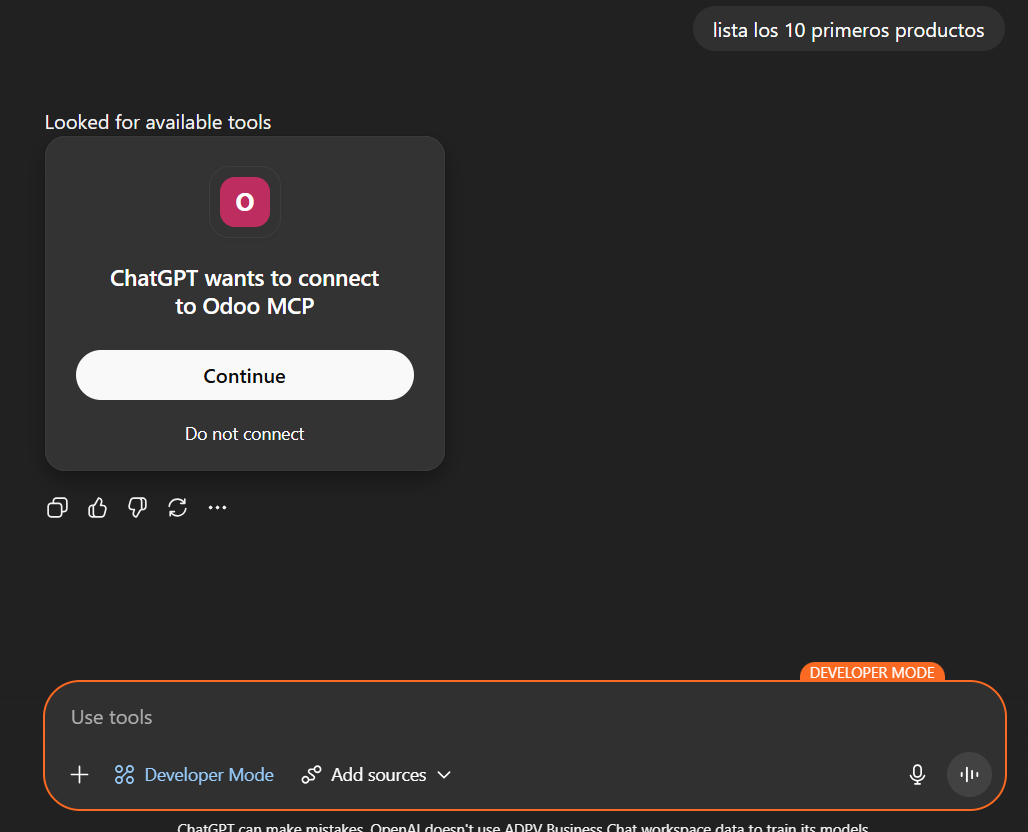 lista los 10 primeros productos
Looked for available tools
O
ChatGPT wants to connect
to Odoo MCP
Continue
Do not connect
DEVELOPER MODE
Use tools
Developer Mode
Add sources
ChatGPT can make mistakes. OpenAI doesn't use ADPV Business Chat workspace data to train its models.